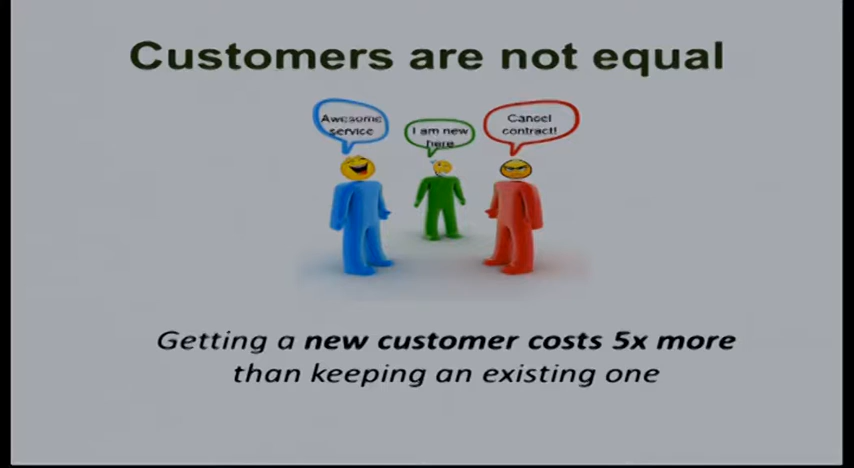 Customers are not equal
Awesome
service
I am new
here
Cancel
contract!
Getting a new customer costs 5x more
than keeping an existing one